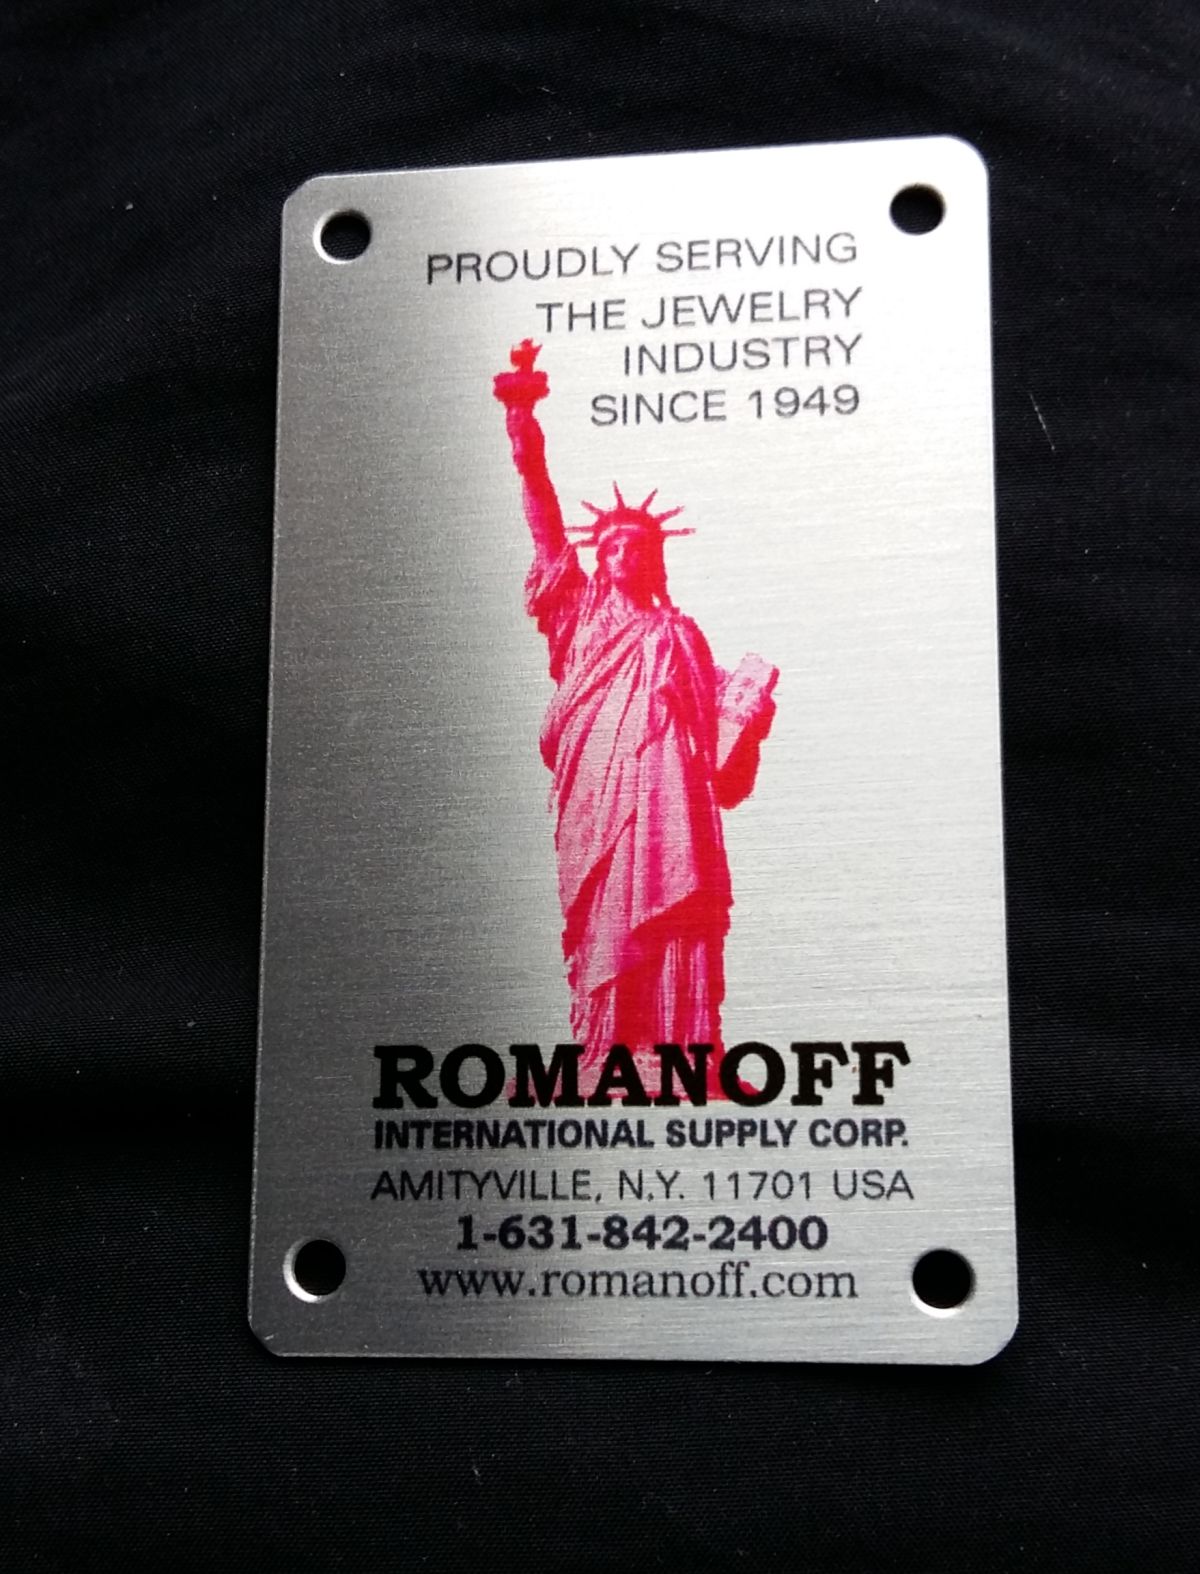 PROUDLY SERVING
THE JEWELRY
INDUSTRY
SINCE 1949
ROMANOFF
INTERNATIONAL SUPPLY CORP.
AMITYVILLE, N.Y. 11701 USA
1-631-842-2400
www.romanoff.com